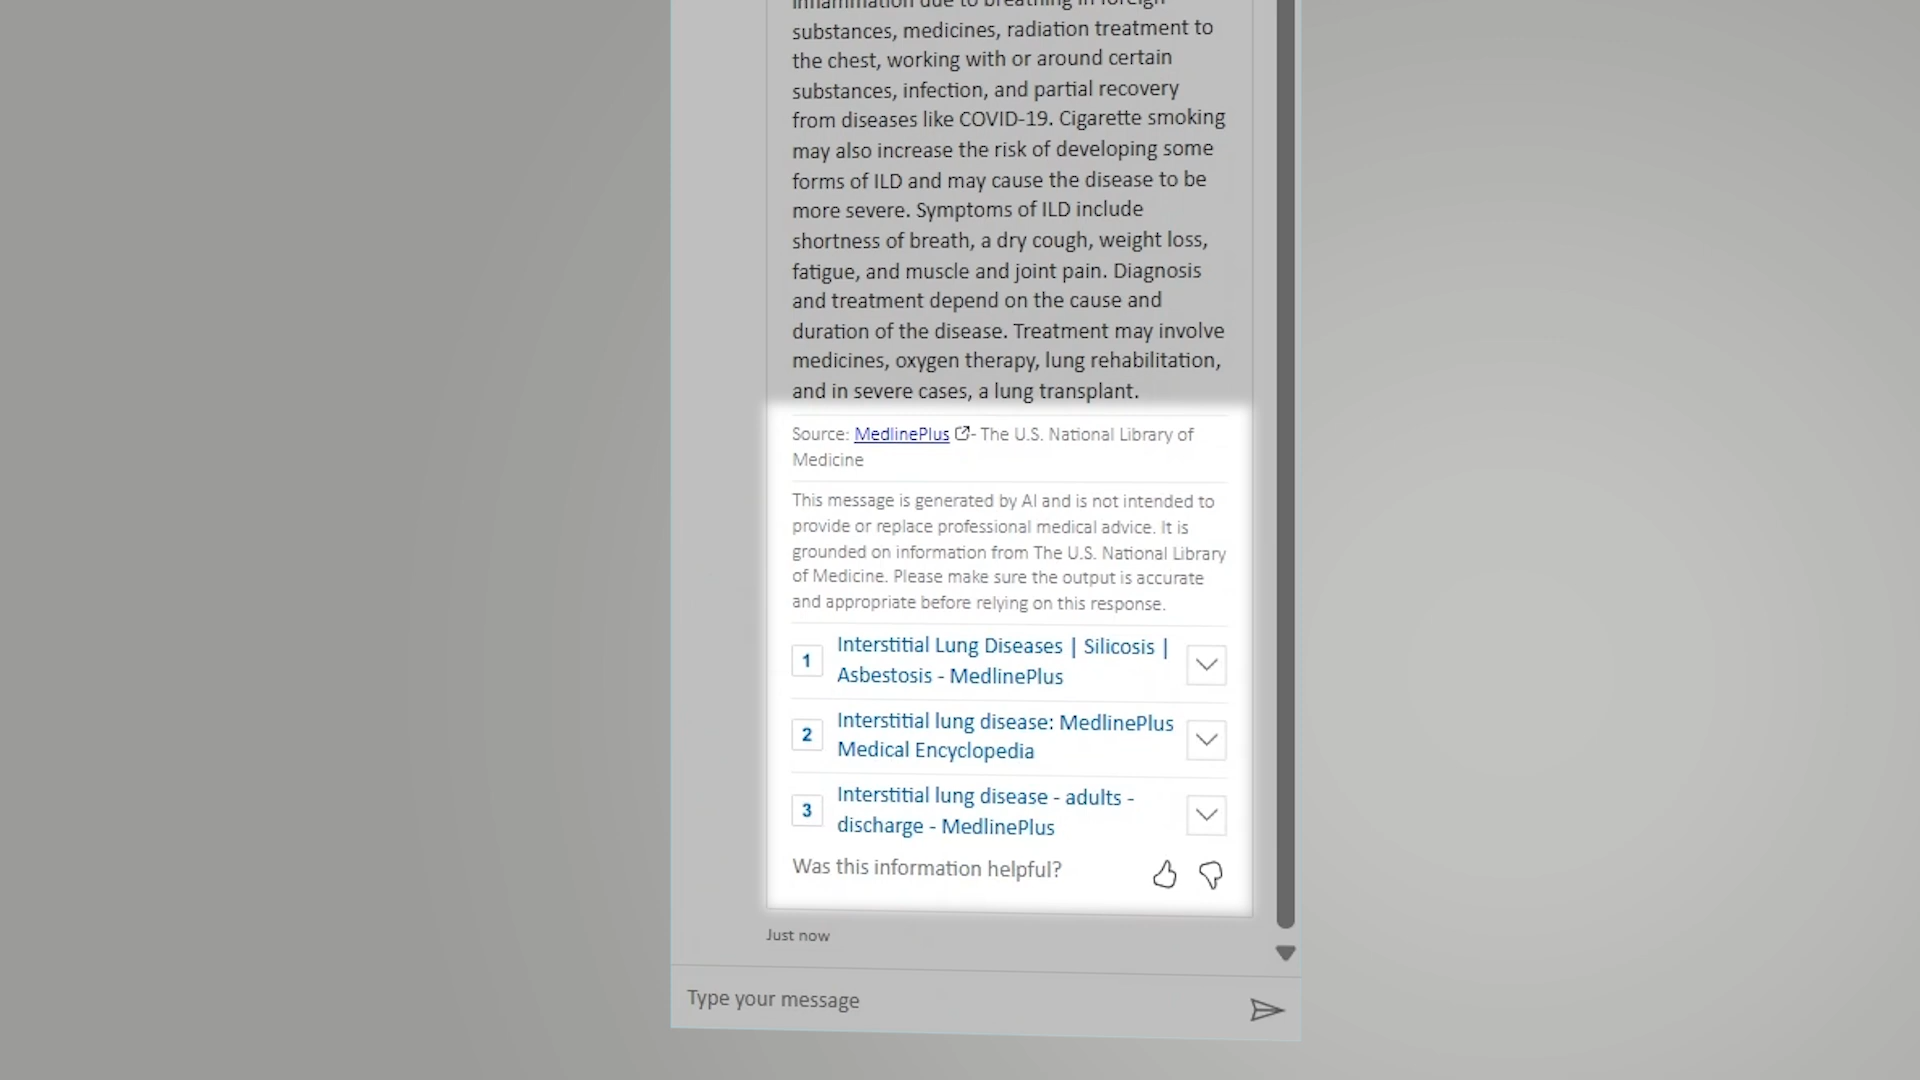 inflammation due to breathing in foreign
substances, medicines, radiation treatment to
the chest, working with or around certain
substances, infection, and partial recovery
from diseases like COVID-19. Cigarette smoking
may also increase the risk of developing some
forms of ILD and may cause the disease to be
more severe. Symptoms of ILD include
shortness of breath, a dry cough, weight loss,
fatigue, and muscle and joint pain. Diagnosis
and treatment depend on the cause and
duration of the disease. Treatment may involve
medicines, oxygen therapy, lung rehabilitation,
and in severe cases, a lung transplant.
Source: MedlinePlus - The U.S. National Library of
Medicine
This message is generated by AI and is not intended to
provide or replace professional medical advice. It is
grounded on information from The U.S. National Library
of Medicine. Please make sure the output is accurate
and appropriate before relying on this response.
1 Interstitial Lung Diseases | Silicosis |
Asbestosis - MedlinePlus
2 Interstitial lung disease: MedlinePlus
Medical Encyclopedia
3 Interstitial lung disease - adults -
discharge - MedlinePlus
Was this information helpful?
Just now
Type your message